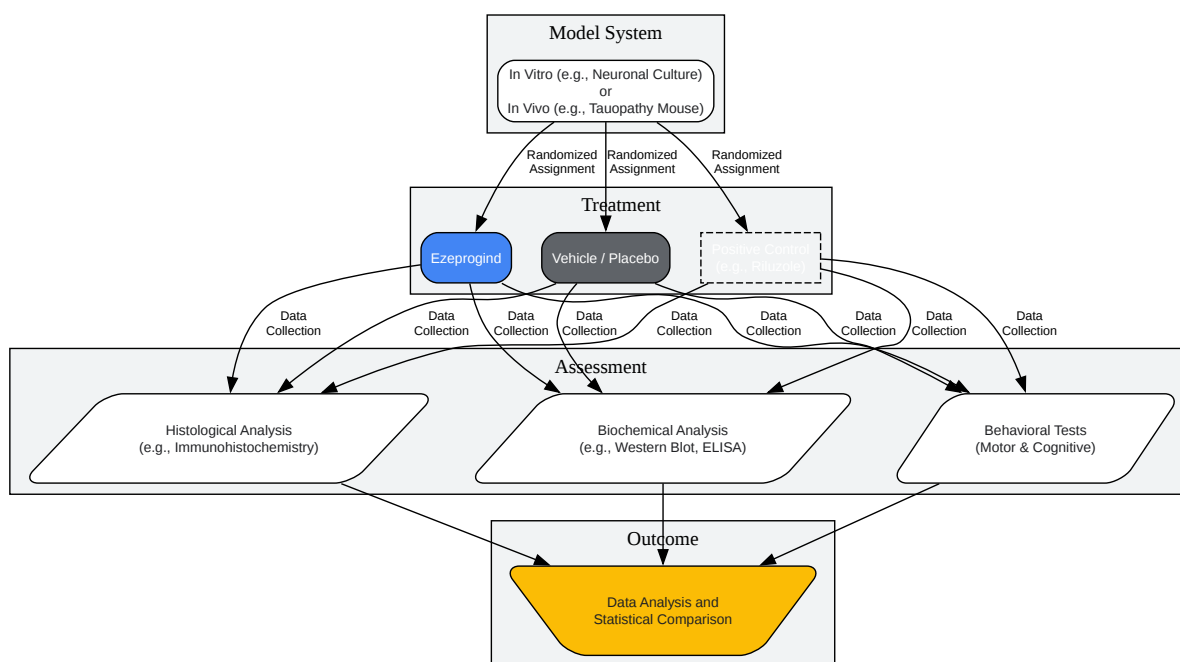 Model System
In Vitro (e.g., Neuronal Culture)
or
In Vivo (e.g., Tauopathy Mouse)
Randomized
Assignment
Randomized
Assignment
Randomized
Assignment
Treatment
Ezeprogind
Vehicle / Placebo
Positive Control
(e.g., Riluzole)
Data
Collection
Data
Collection
Data
Collection
Data
Collection
Data
Collection
Data
Collection
Data
Collection
Data
Collection
Data
Collection
Assessment
Histological Analysis
(e.g., Immunohistochemistry)
Biochemical Analysis
(e.g., Western Blot, ELISA)
Behavioral Tests
(Motor & Cognitive)
Outcome
Data Analysis and
Statistical Comparison